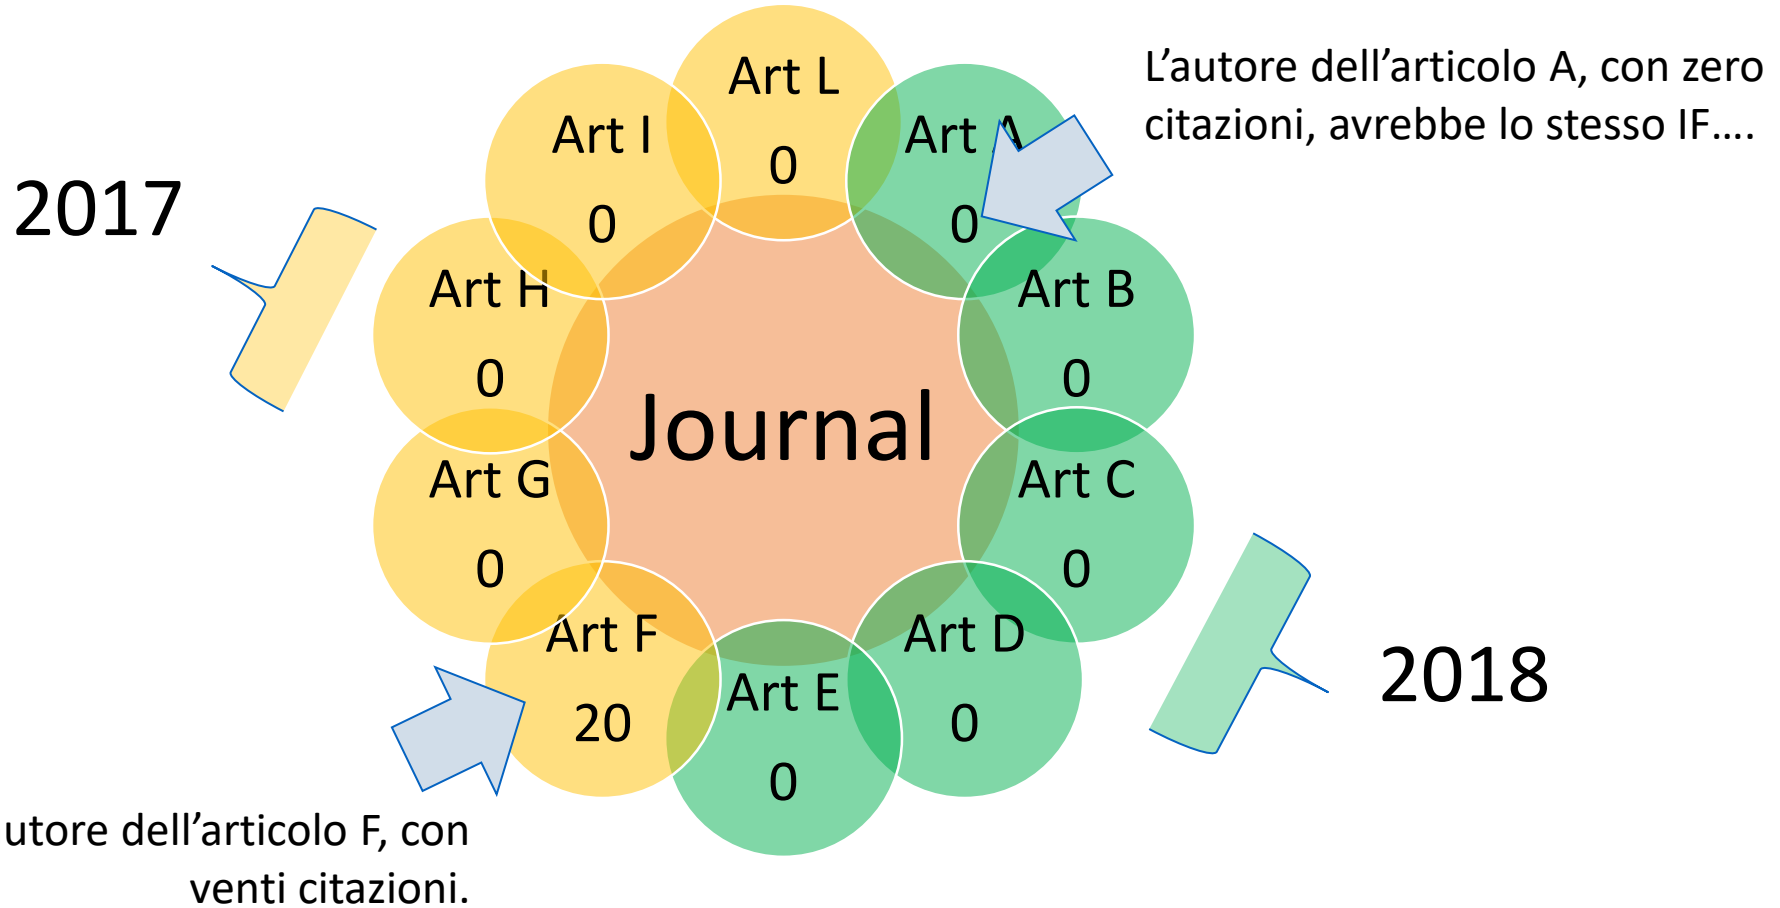 L’autore dell’articolo A, con zero
citazioni, avrebbe lo stesso IF….
2017
2018
Art L
0
Art A
0
Art B
0
Art C
0
Art D
0
Art E
0
Art F
20
Art G
0
Art H
0
Art I
0
Journal
utore dell’articolo F, con
venti citazioni.